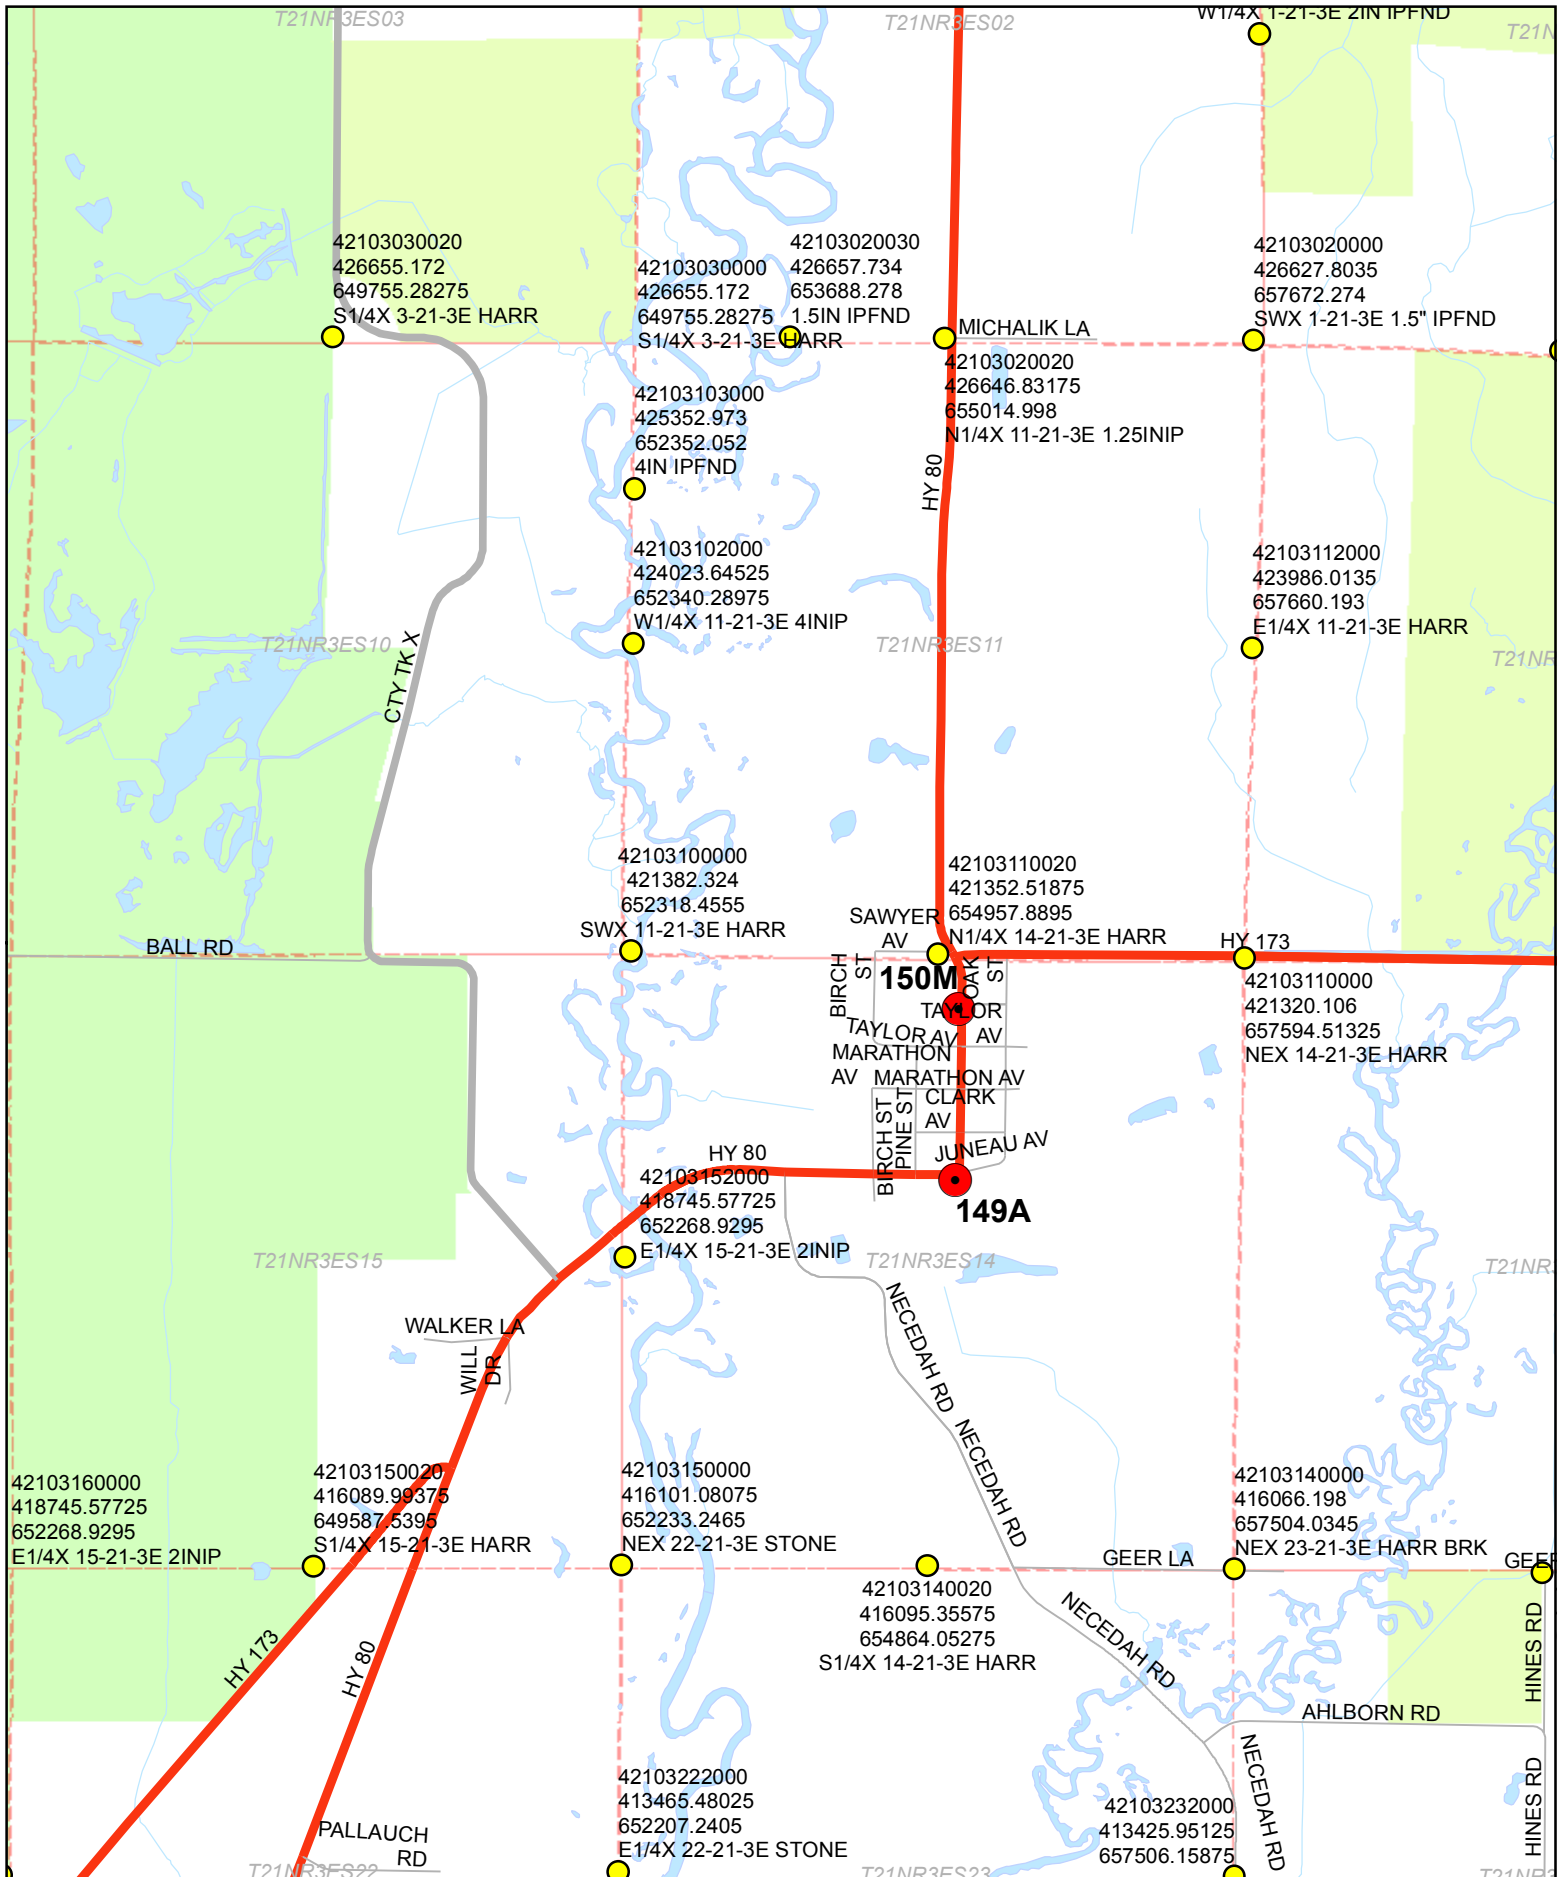 T21NR3ES03
T21NR3ES02
W1/4X 1-21-3E 2IN IPFND
T21N
42103030020
426655.172
649755.28275
S1/4X 3-21-3E HARR
42103030000
426655.172
649755.28275
S1/4X 3-21-3E HARR
42103020030
426657.734
653688.278
1.5IN IPFND
42103020000
426627.8035
657672.274
SWX 1-21-3E 1.5" IPFND
MICHALIK LA
42103020020
426646.83175
655014.998
N1/4X 11-21-3E 1.25INIP
42103103000
425352.973
652352.052
4IN IPFND
HY 80
42103102000
424023.64525
652340.28975
W1/4X 11-21-3E 4INIP
42103112000
423986.0135
657660.193
E1/4X 11-21-3E HARR
T21NR3ES10
T21NR3ES11
T21NR
CTY TK X
42103100000
421382.324
652318.4555
SWX 11-21-3E HARR
42103110020
421352.51875
654957.8895
N1/4X 14-21-3E HARR
SAWYER
AV
BALL RD
HY 173
BIRCH
ST
150M
OAK
ST
42103110000
421320.106
657594.51325
NEX 14-21-3E HARR
TAYLOR
AV
TAYLOR AV
MARATHON
AV
MARATHON AV
CLARK
AV
BIRCH ST
PINE ST
JUNEAU AV
HY 80
42103152000
418745.57725
652268.9295
E1/4X 15-21-3E 2INIP
149A
T21NR3ES15
T21NR3ES14
T21NR3
NECEDAH RD
WALKER LA
WILL
DR
NECEDAH RD
42103160000
418745.57725
652268.9295
E1/4X 15-21-3E 2INIP
42103150020
416089.99375
649587.5395
S1/4X 15-21-3E HARR
42103150000
416101.08075
652233.2465
NEX 22-21-3E STONE
42103140000
416066.198
657504.0345
NEX 23-21-3E HARR BRK
GEER LA
GEER
42103140020
416095.35575
654864.05275
S1/4X 14-21-3E HARR
NECEDAH RD
HINES RD
HY 173
HY 80
AHLBORN RD
NECEDAH RD
HINES RD
42103222000
413465.48025
652207.2405
E1/4X 22-21-3E STONE
42103232000
413425.95125
657506.15875
PALLAUCH
RD
T21NR3ES22
T21NR3ES23
T21NR3